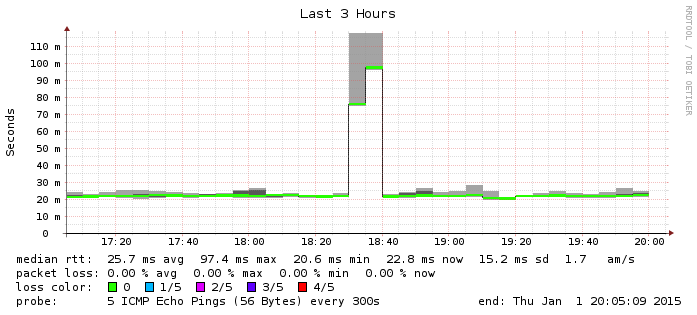 Last 3 Hours
RRDTOOL / TOBI OETIKER
Seconds
110 m
100 m
90 m
80 m
70 m
60 m
50 m
40 m
30 m
20 m
10 m
0
17:20 17:40 18:00 18:20 18:40 19:00 19:20 19:40 20:00
median rtt: 25.7 ms avg 97.4 ms max 20.6 ms min 22.8 ms now 15.2 ms sd 1.7 am/s
packet loss: 0.00 % avg 0.00 % max 0.00 % min 0.00 % now
loss color: 0 1/5 2/5 3/5 4/5
probe: 5 ICMP Echo Pings (56 Bytes) every 300s end: Thu Jan 1 20:05:09 2015